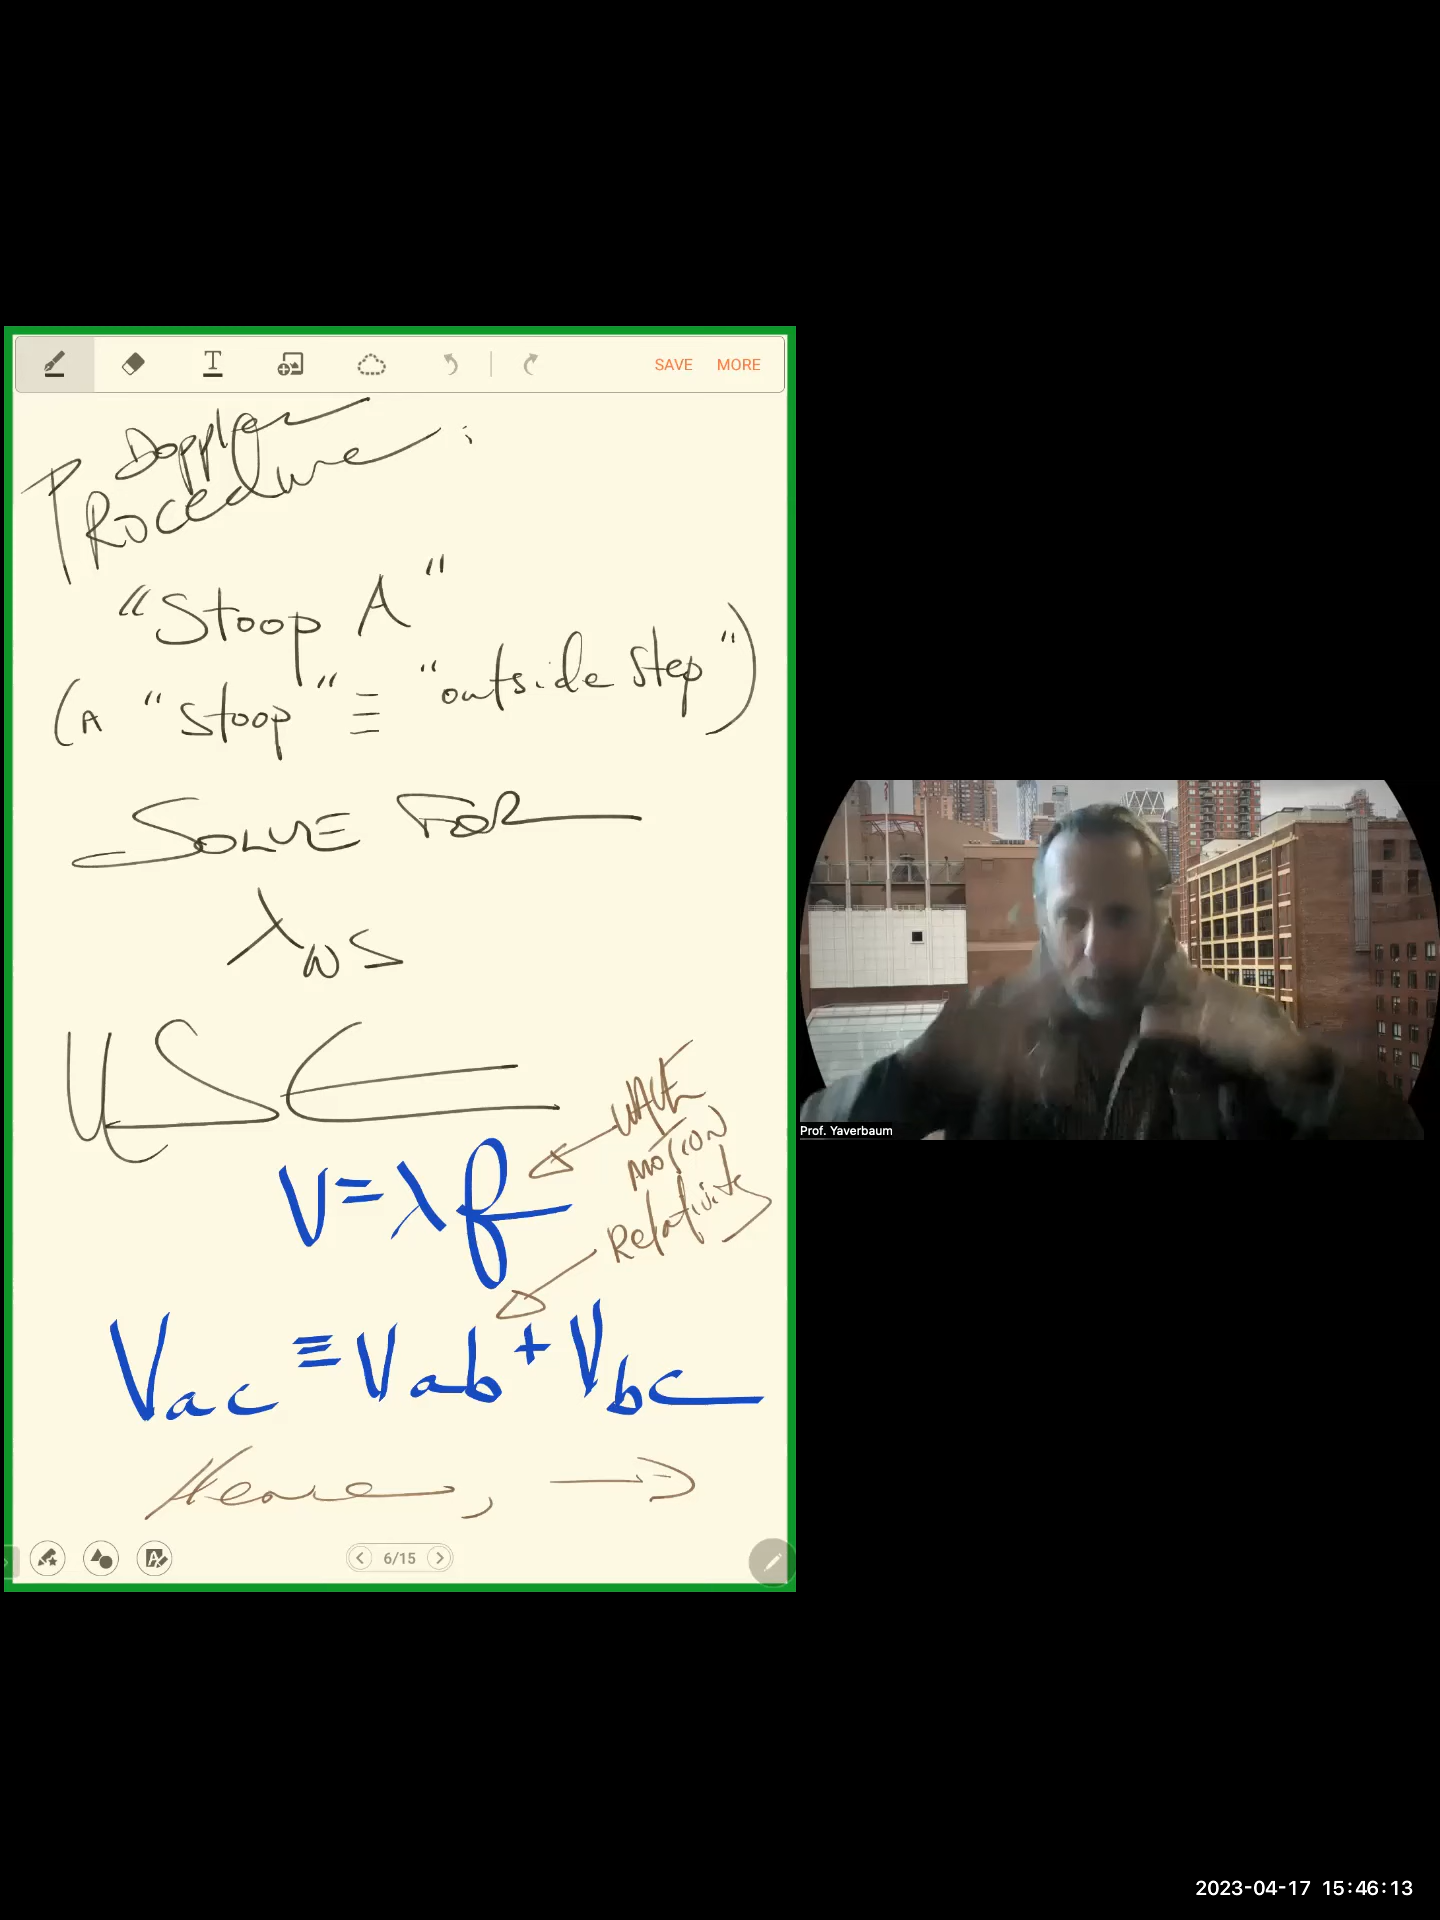 T
SAVE
MORE
Doppler
Procedure:
"Stoop A"
(A "stoop" ≡ "outside step")
SOLVE FOR
λws
USE
V=λf
WAVE
MOTION
Relativity
Vac ≡ Vab + Vbc
Hence, →
6/15
Prof. Yaverbaum
2023-04-17 15:46:13